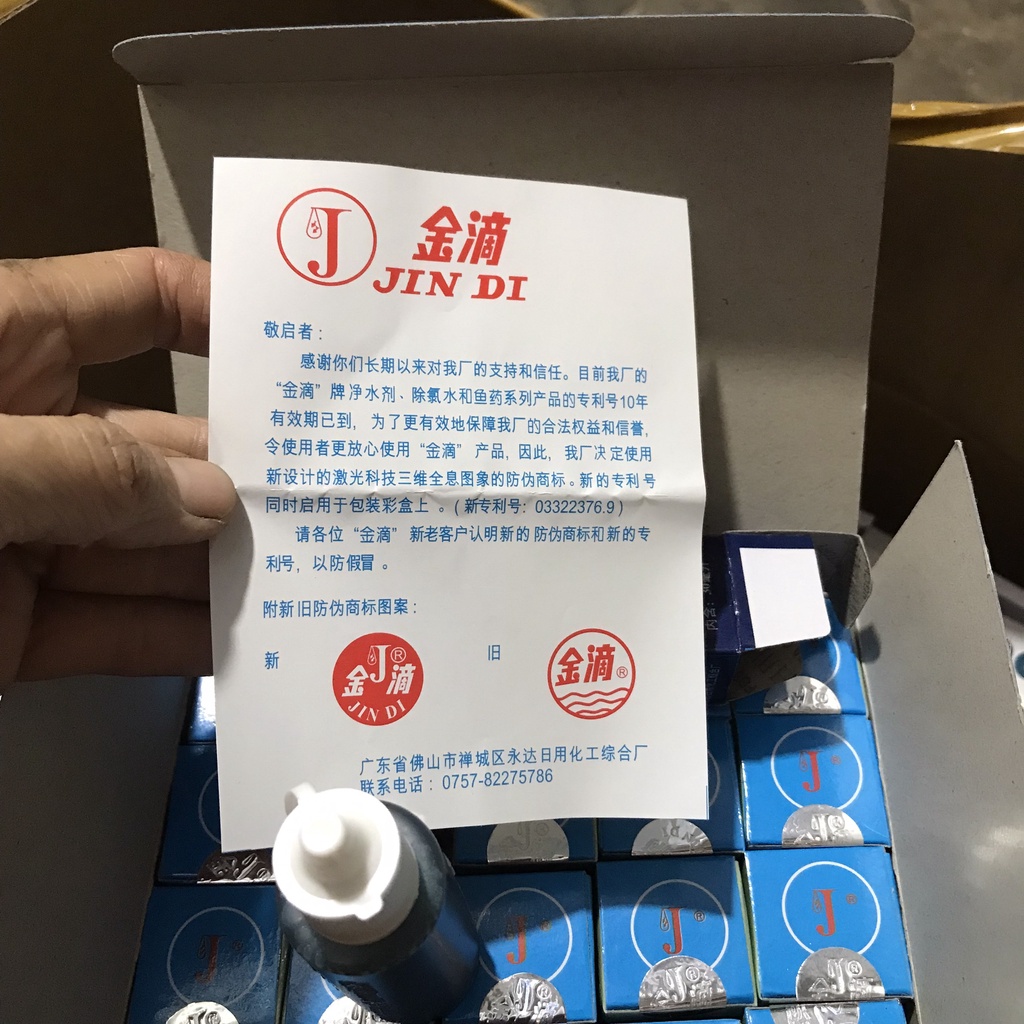 J 金滴
JIN DI
敬启者：
感谢你们长期以来对我厂的支持和信任。目前我厂的
“金滴”牌净水剂、除氯水和鱼药系列产品的专利号10年
有效期已到，为了更有效地保障我厂的合法权益和信誉，
令使用者更放心使用“金滴”产品，因此，我厂决定使用
新设计的激光科技三维全息图象的防伪商标。新的专利号
同时启用于包装彩盒上。(新专利号：03322376.9)
请各位“金滴”新老客户认明新的防伪商标和新的专
利号，以防假冒。
附新旧防伪商标图案：
新
金J®滴
JIN DI
旧
金滴®
广东省佛山市禅城区永达日用化工综合厂
联系电话：0757-82275786
J®
J®
J®
J®
J®